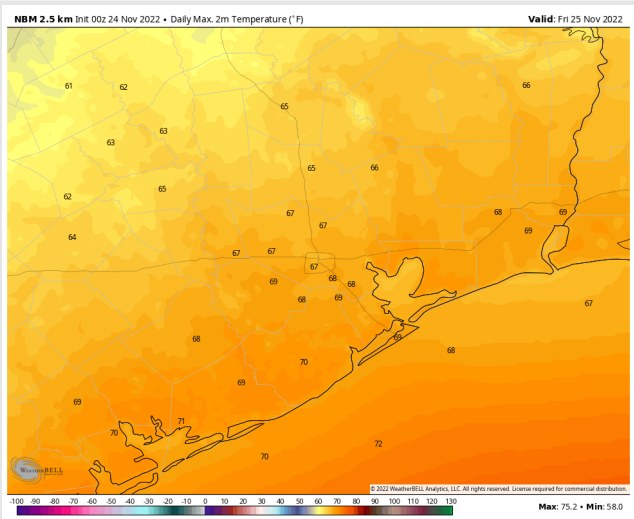 NBM 2.5 km Init 00z 24 Nov 2022 • Daily Max. 2m Temperature (°F) Valid: Fri 25 Nov 2022
61 62 65 66
63 63
62 65 65 66
64 67 67 68 69 69
67 67 67
69 68 68 68 69 67
68 70 69 68
69 69
70 71
70 72
WeatherBELL
© 2022 WeatherBELL Analytics, LLC. All rights reserved. License required for commercial distribution.
-100 -90 -80 -70 -60 -50 -40 -30 -20 -10 0 10 20 30 40 50 60 70 80 90 100 110 120 130 Max: 75.2 • Min: 58.0